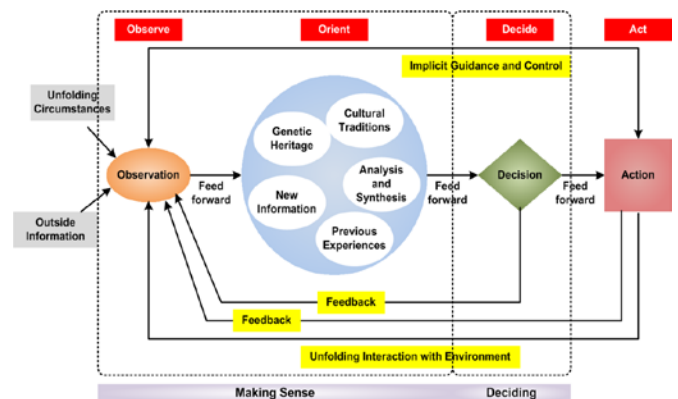 Observe
Orient
Decide
Act
Implicit Guidance and Control
Unfolding
Circumstances
Outside
Information
Observation
Feed
forward
Genetic
Heritage
Cultural
Traditions
New
Information
Analysis and
Synthesis
Previous
Experiences
Feed
forward
Decision
Feed
forward
Action
Feedback
Feedback
Unfolding Interaction with Environment
Making Sense
Deciding